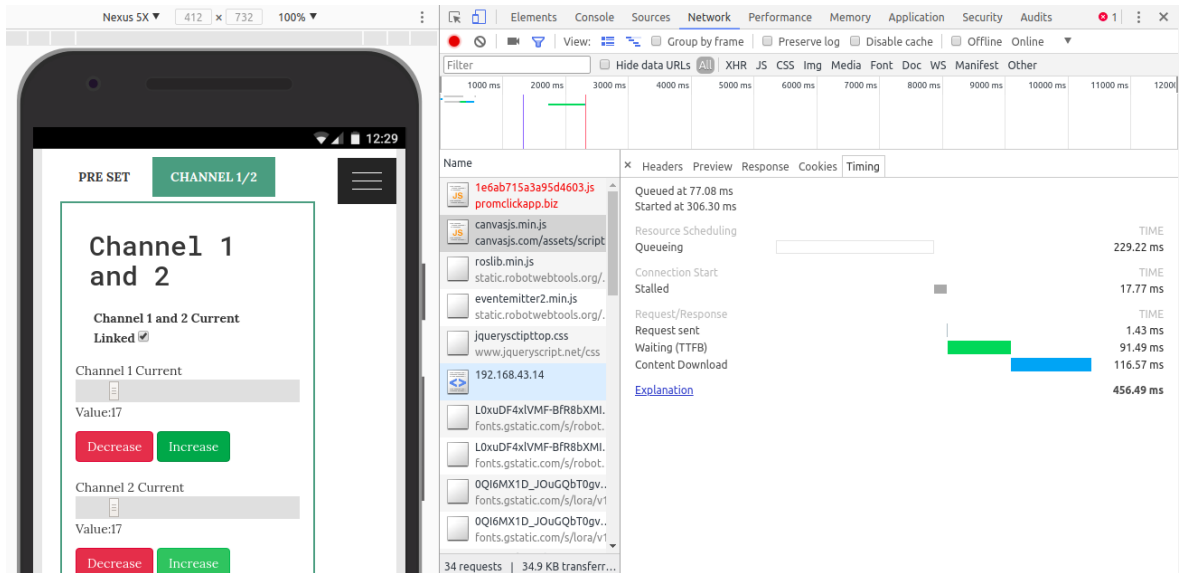 Nexus 5X ▼ 412 × 732 100% ▼
Elements Console Sources Network Performance Memory Application Security Audits 1
View: Group by frame Preserve log Disable cache Offline Online ▼
Filter Hide data URLs All XHR JS CSS Img Media Font Doc WS Manifest Other
1000 ms 2000 ms 3000 ms 4000 ms 5000 ms 6000 ms 7000 ms 8000 ms 9000 ms 10000 ms 11000 ms 1200
12:29
PRE SET CHANNEL 1/2
Channel 1
and 2
Channel 1 and 2 Current
Linked
Channel 1 Current
Value:17
Decrease Increase
Channel 2 Current
Value:17
Decrease Increase
Name
1e6ab715a3a95d4603.js
promclickapp.biz
canvasjs.min.js
canvasjs.com/assets/script
roslib.min.js
static.robotwebtools.org/.
eventemitter2.min.js
static.robotwebtools.org/.
jquerysctipttop.css
www.jqueryscript.net/css
192.168.43.14
L0xuDF4xlVMF-BfR8bXMI.
fonts.gstatic.com/s/robot.
L0xuDF4xlVMF-BfR8bXMI.
fonts.gstatic.com/s/robot.
0QI6MX1D_JOuGQbT0gv..
fonts.gstatic.com/s/lora/v1
0QI6MX1D_JOuGQbT0gv..
fonts.gstatic.com/s/lora/v1
34 requests | 34.9 KB transferr...
× Headers Preview Response Cookies Timing
Queued at 77.08 ms
Started at 306.30 ms
Resource Scheduling TIME
Queueing 229.22 ms
Connection Start TIME
Stalled 17.77 ms
Request/Response TIME
Request sent 1.43 ms
Waiting (TTFB) 91.49 ms
Content Download 116.57 ms
Explanation 456.49 ms